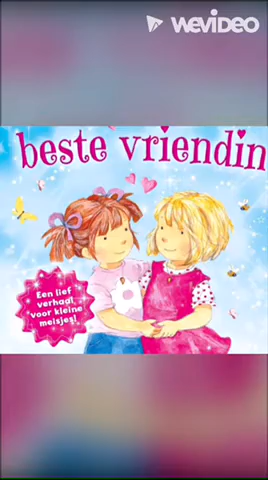 WEVIDEO
beste vriendin
Een lief
verhaal
voor kleine
meisjes!